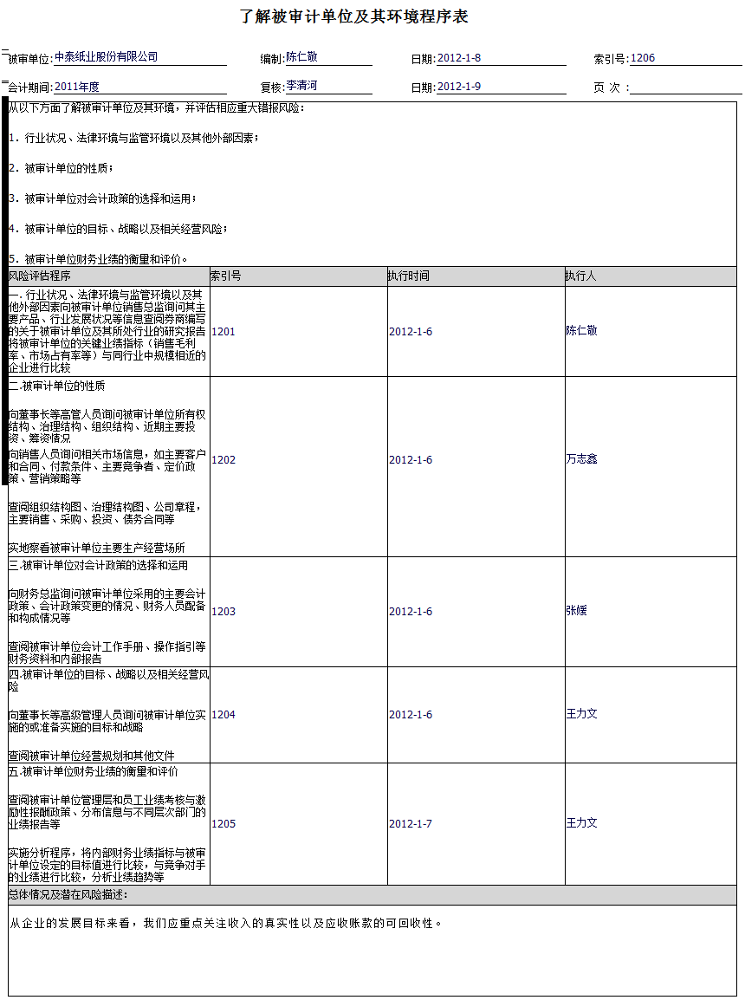 了解被审计单位及其环境程序表
被审单位:中泰纸业股份有限公司 编制:陈仁敬 日期:2012-1-8 索引号:1206
会计期间:2011年度 复核:李清河 日期:2012-1-9 页 次 :
从以下方面了解被审计单位及其环境，并评估相应重大错报风险：
1．行业状况、法律环境与监管环境以及其他外部因素；
2．被审计单位的性质；
3．被审计单位对会计政策的选择和运用；
4．被审计单位的目标、战略以及相关经营风险；
5．被审计单位财务业绩的衡量和评价。
风险评估程序 索引号 执行时间 执行人
一．行业状况、法律环境与监管环境以及其
他外部因素向被审计单位销售总监询问其主
要产品、行业发展状况等信息查阅券商编写
的关于被审计单位及其所处行业的研究报告
将被审计单位的关键业绩指标（销售毛利
率、市场占有率等）与同行业中规模相近的
企业进行比较
1201 2012-1-6 陈仁敬
二.被审计单位的性质
向董事长等高管人员询问被审计单位所有权
结构、治理结构、组织结构、近期主要投
资、筹资情况
向销售人员询问相关市场信息，如主要客户
和合同、付款条件、主要竞争者、定价政
策、营销策略等
查阅组织结构图、治理结构图、公司章程，
主要销售、采购、投资、债务合同等
实地察看被审计单位主要生产经营场所
1202 2012-1-6 万志鑫
三.被审计单位对会计政策的选择和运用
向财务总监询问被审计单位采用的主要会计
政策、会计政策变更的情况、财务人员配备
和构成情况等
查阅被审计单位会计工作手册、操作指引等
财务资料和内部报告
1203 2012-1-6 张媛
四.被审计单位的目标、战略以及相关经营风
险
向董事长等高级管理人员询问被审计单位实
施的或准备实施的目标和战略
查阅被审计单位经营规划和其他文件
1204 2012-1-6 王力文
五.被审计单位财务业绩的衡量和评价
查阅被审计单位管理层和员工业绩考核与激
励性报酬政策、分布信息与不同层次部门的
业绩报告等
实施分析程序，将内部财务业绩指标与被审
计单位设定的目标值进行比较，与竞争对手
的业绩进行比较，分析业绩趋势等
1205 2012-1-7 王力文
总体情况及潜在风险描述：
从企业的发展目标来看，我们应重点关注收入的真实性以及应收账款的可回收性。